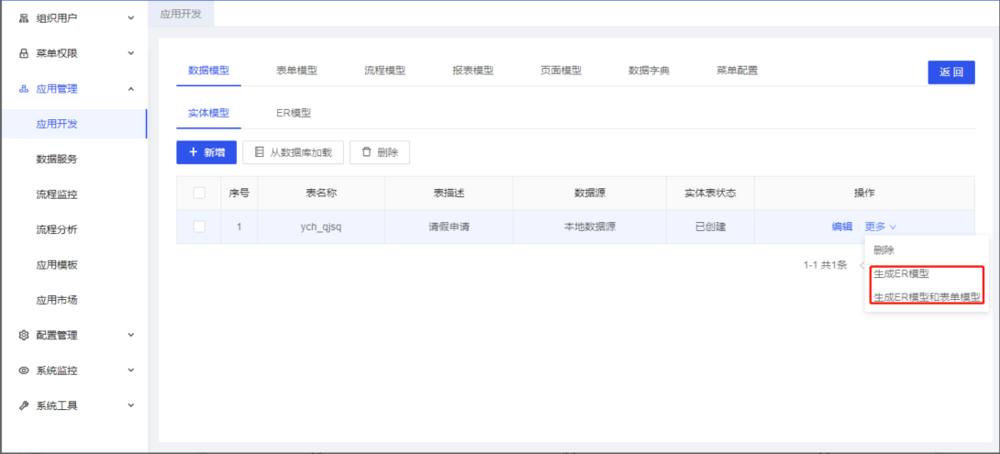 组织用户
菜单权限
应用管理
应用开发
数据服务
流程监控
流程分析
应用模板
应用市场
配置管理
系统监控
系统工具
应用开发
数据模型 表单模型 流程模型 报表模型 页面模型 数据字典 菜单配置 返回
实体模型 ER模型
新增 从数据库加载 删除
序号 表名称 表描述 数据源 实体表状态 操作
1 ych_qjsq 请假申请 本地数据源 已创建 编辑 更多
删除
1-1 共1条
生成ER模型
生成ER模型和表单模型